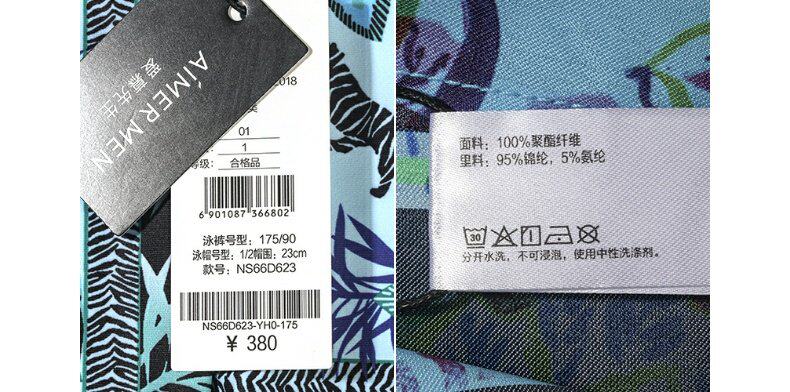 AIMER MEN
爱慕先生
2018
类
01
1
等级：合格品
6 901087 366802
泳裤号型：175/90
泳帽号型：1/2帽围：23cm
款号：NS66D623
NS66D623-YH0-175
¥ 380
面料：100%聚酯纤维
里料：95%锦纶，5%氨纶
30
分开水洗，不可浸泡，使用中性洗涤剂。